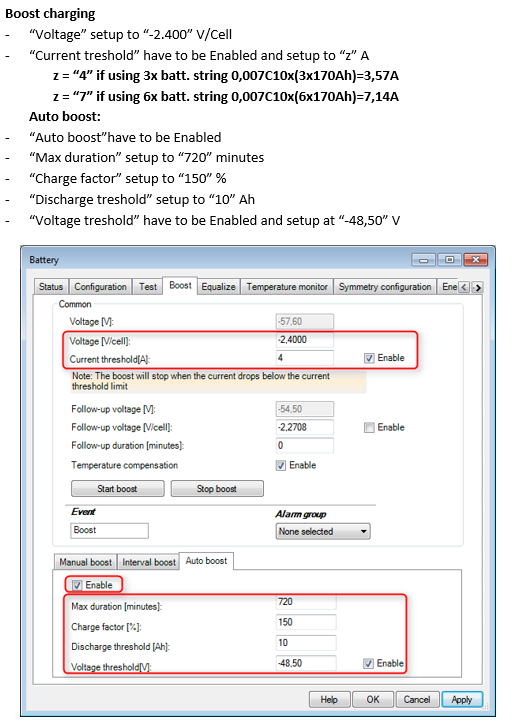 Boost charging
- “Voltage” setup to “-2.400” V/Cell
- “Current treshold” have to be Enabled and setup to “z” A
z = “4” if using 3x batt. string 0,007C10x(3x170Ah)=3,57A
z = “7” if using 6x batt. string 0,007C10x(6x170Ah)=7,14A
Auto boost:
- “Auto boost”have to be Enabled
- “Max duration” setup to “720” minutes
- “Charge factor” setup to “150” %
- “Discharge treshold” setup to “10” Ah
- “Voltage treshold” have to be Enabled and setup at “-48,50” V
Battery
Status Configuration Test Boost Equalize Temperature monitor Symmetry configuration Ene
Common
Voltage [V]: -57,60
Voltage [V/cell]: -2,4000
Current threshold[A]: 4 Enable
Note: The boost will stop when the current drops below the current
threshold limit
Follow-up voltage [V]: -54,50
Follow-up voltage [V/cell]: -2,2708 Enable
Follow-up duration [minutes]: 0
Temperature compensation Enable
Start boost Stop boost
Event Alarm group
Boost None selected
Manual boost Interval boost Auto boost
Enable
Max duration [minutes]: 720
Charge factor [%]: 150
Discharge threshold [Ah]: 10
Voltage threshold[V]: -48,50 Enable
Help OK Cancel Apply